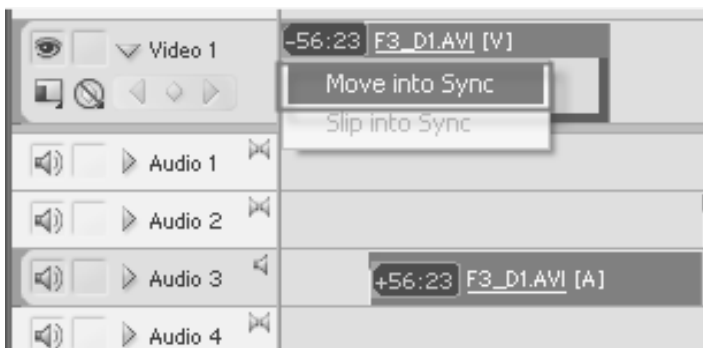 Video 1
-56:23 F3_D1.AVI [V]
Move into Sync
Slip into Sync
Audio 1
Audio 2
Audio 3
+56:23 F3_D1.AVI [A]
Audio 4